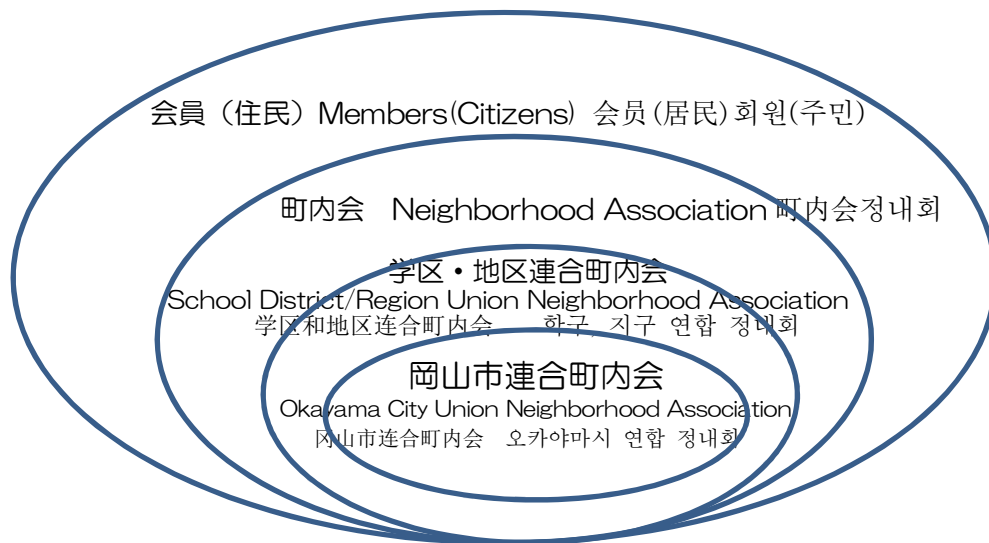 会員（住民）Members(Citizens) 会员(居民)회원(주민)
町内会　Neighborhood Association 町内会정내회
学区・地区連合町内会
School District/Region Union Neighborhood Association
学区和地区连合町内会　학구, 지구 연합 정내회
岡山市連合町内会
Okayama City Union Neighborhood Association
冈山市连合町内会　오카야마시 연합 정내회